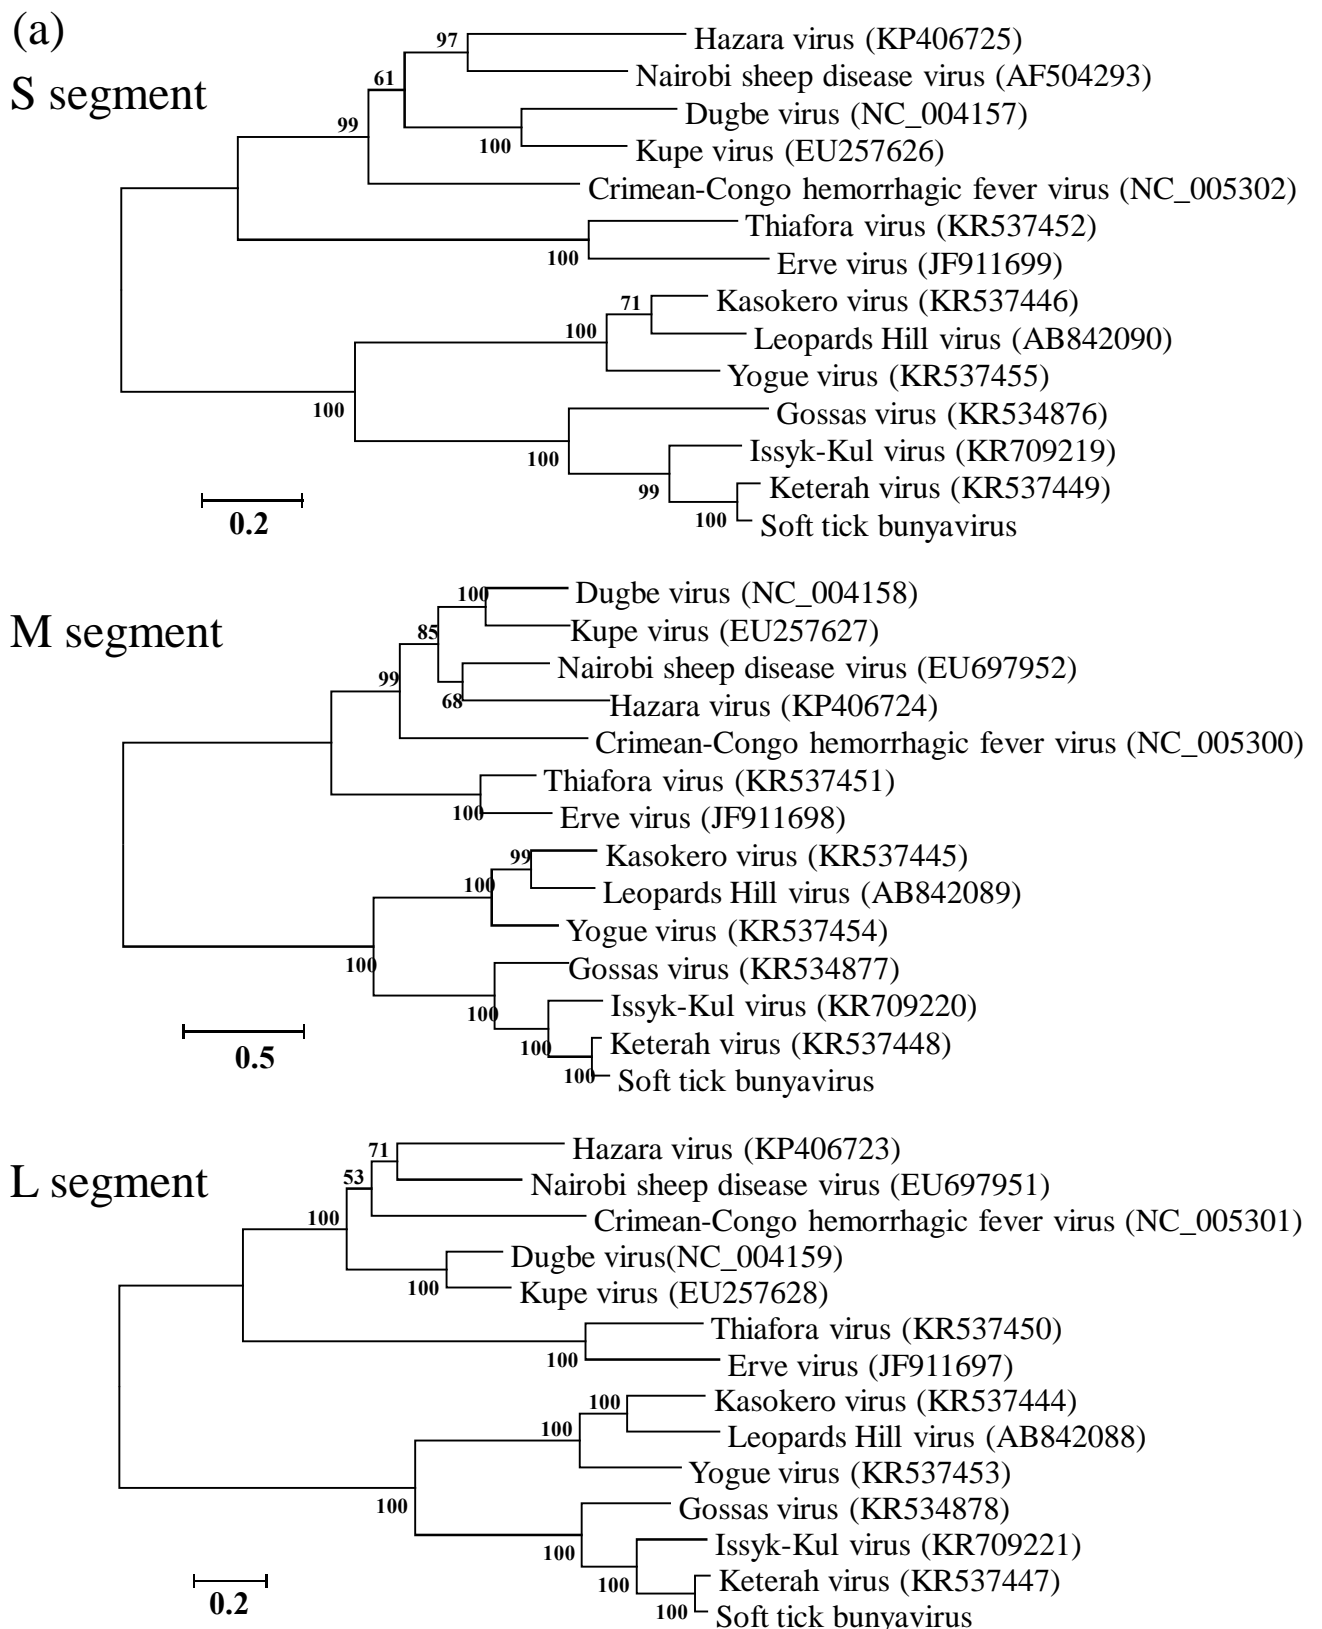 (a)
S segment
97
Hazara virus (KP406725)
Nairobi sheep disease virus (AF504293)
61
Dugbe virus (NC_004157)
99
100
Kupe virus (EU257626)
Crimean-Congo hemorrhagic fever virus (NC_005302)
Thiafora virus (KR537452)
100
Erve virus (JF911699)
71
Kasokero virus (KR537446)
100
Leopards Hill virus (AB842090)
Yogue virus (KR537455)
100
Gossas virus (KR534876)
100
Issyk-Kul virus (KR709219)
99
Keterah virus (KR537449)
100
Soft tick bunyavirus
0.2
M segment
100
Dugbe virus (NC_004158)
85
Kupe virus (EU257627)
Nairobi sheep disease virus (EU697952)
99
68
Hazara virus (KP406724)
Crimean-Congo hemorrhagic fever virus (NC_005300)
Thiafora virus (KR537451)
100
Erve virus (JF911698)
99
Kasokero virus (KR537445)
100
Leopards Hill virus (AB842089)
Yogue virus (KR537454)
100
Gossas virus (KR534877)
100
Issyk-Kul virus (KR709220)
100
Keterah virus (KR537448)
100
Soft tick bunyavirus
0.5
L segment
71
Hazara virus (KP406723)
53
Nairobi sheep disease virus (EU697951)
100
Crimean-Congo hemorrhagic fever virus (NC_005301)
Dugbe virus(NC_004159)
100
Kupe virus (EU257628)
Thiafora virus (KR537450)
100
Erve virus (JF911697)
100
Kasokero virus (KR537444)
100
Leopards Hill virus (AB842088)
Yogue virus (KR537453)
100
Gossas virus (KR534878)
100
Issyk-Kul virus (KR709221)
100
Keterah virus (KR537447)
100
Soft tick bunyavirus
0.2